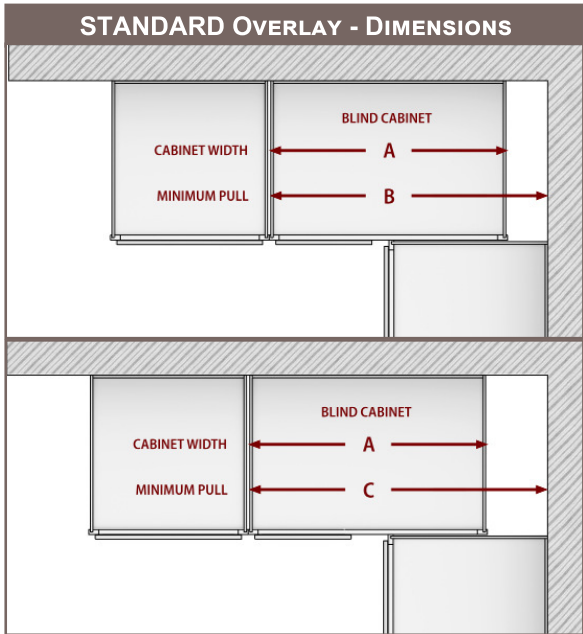 STANDARD OVERLAY - DIMENSIONS
BLIND CABINET
CABINET WIDTH A
MINIMUM PULL B
BLIND CABINET
CABINET WIDTH A
MINIMUM PULL C